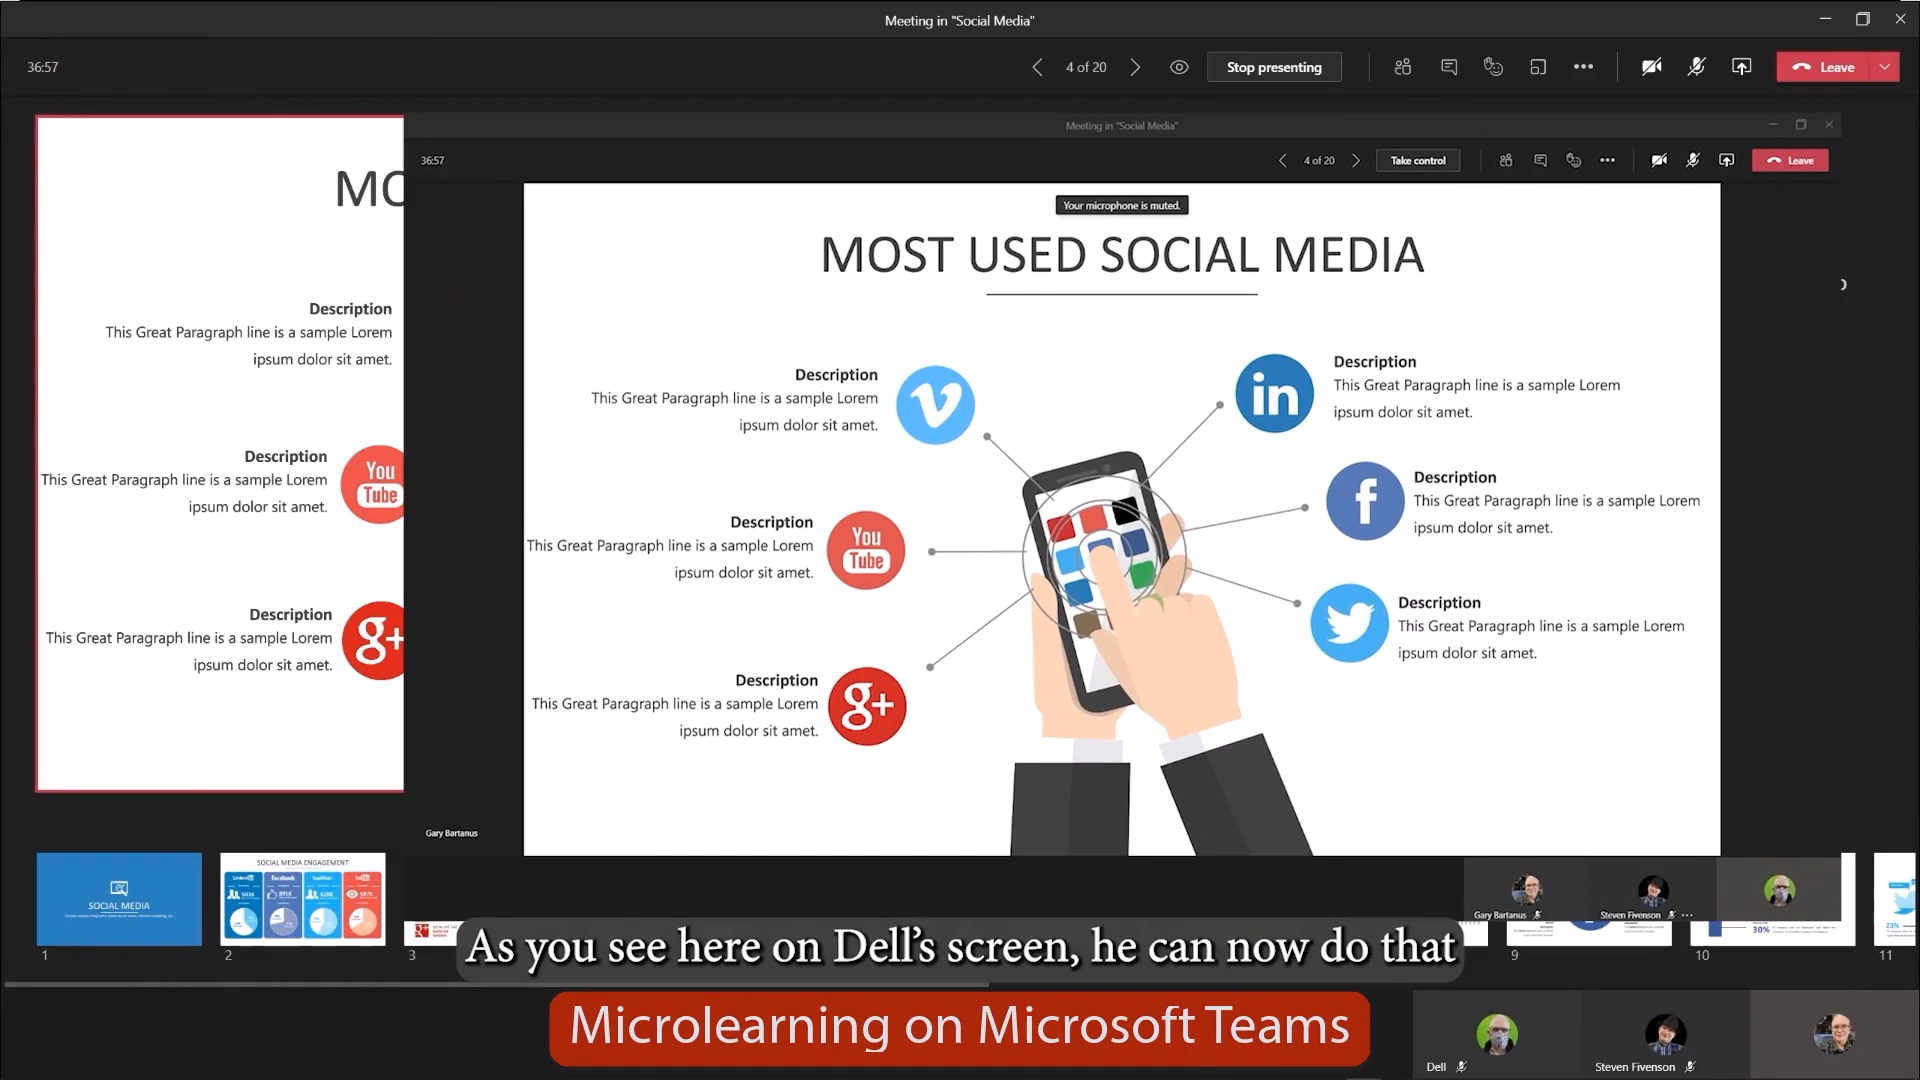 Meeting in "Social Media"
36:57
4 of 20
Stop presenting
Leave
Meeting in "Social Media"
36:57
4 of 20
Take control
Leave
Your microphone is muted.
MO
MOST USED SOCIAL MEDIA
Description
This Great Paragraph line is a sample Lorem
ipsum dolor sit amet.
Description
This Great Paragraph line is a sample Lorem
ipsum dolor sit amet.
You
Tube
Description
This Great Paragraph line is a sample Lorem
ipsum dolor sit amet.
g+
Description
This Great Paragraph line is a sample Lorem
ipsum dolor sit amet.
Description
This Great Paragraph line is a sample Lorem
ipsum dolor sit amet.
You
Tube
Description
This Great Paragraph line is a sample Lorem
ipsum dolor sit amet.
g+
in
Description
This Great Paragraph line is a sample Lorem
ipsum dolor sit amet.
f
Description
This Great Paragraph line is a sample Lorem
ipsum dolor sit amet.
Description
This Great Paragraph line is a sample Lorem
ipsum dolor sit amet.
Gary Bartanus
SOCIAL MEDIA
1
SOCIAL MEDIA ENGAGEMENT
2
3
Gary Bartanus
Steven Fivenson
30%
23%
9
10
11
As you see here on Dell's screen, he can now do that
Microlearning on Microsoft Teams
Dell
Steven Fivenson